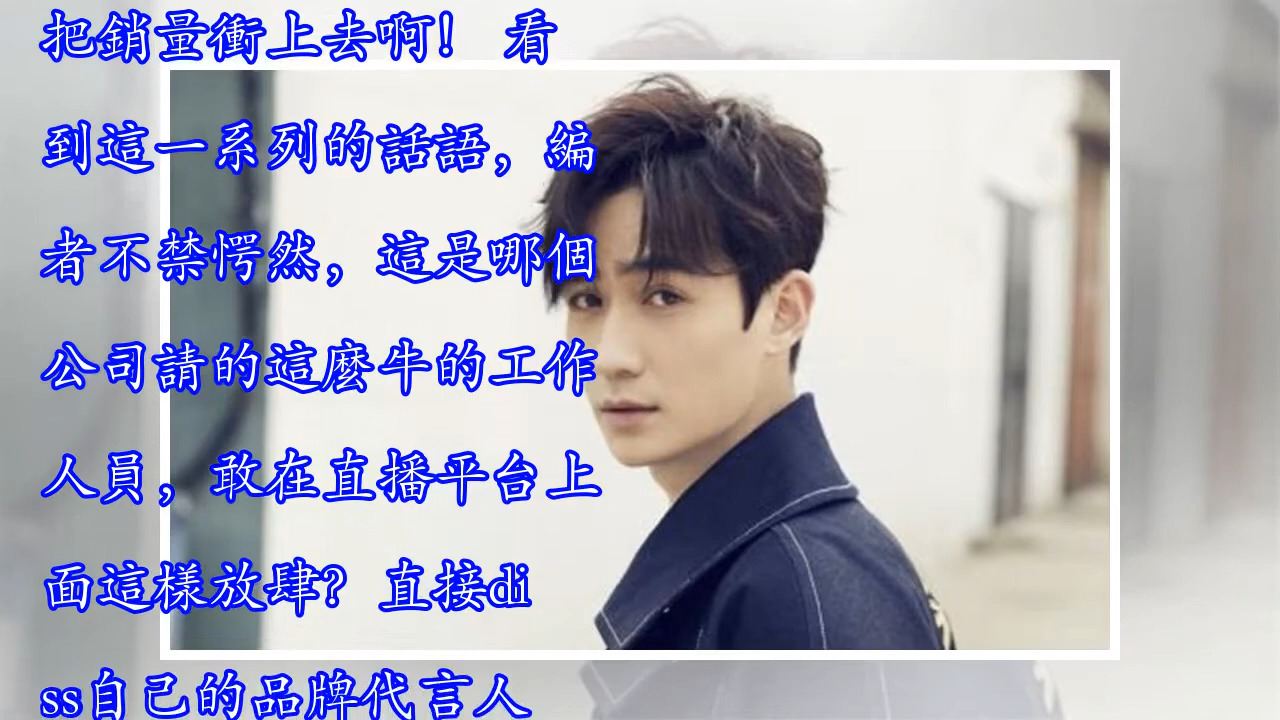 把銷量衝上去啊！ 看
到這一系列的話語，編
者不禁愕然，這是哪個
公司請的這麼牛的工作
人員，敢在直播平台上
面這樣放肆？直接di
ss自己的品牌代言人